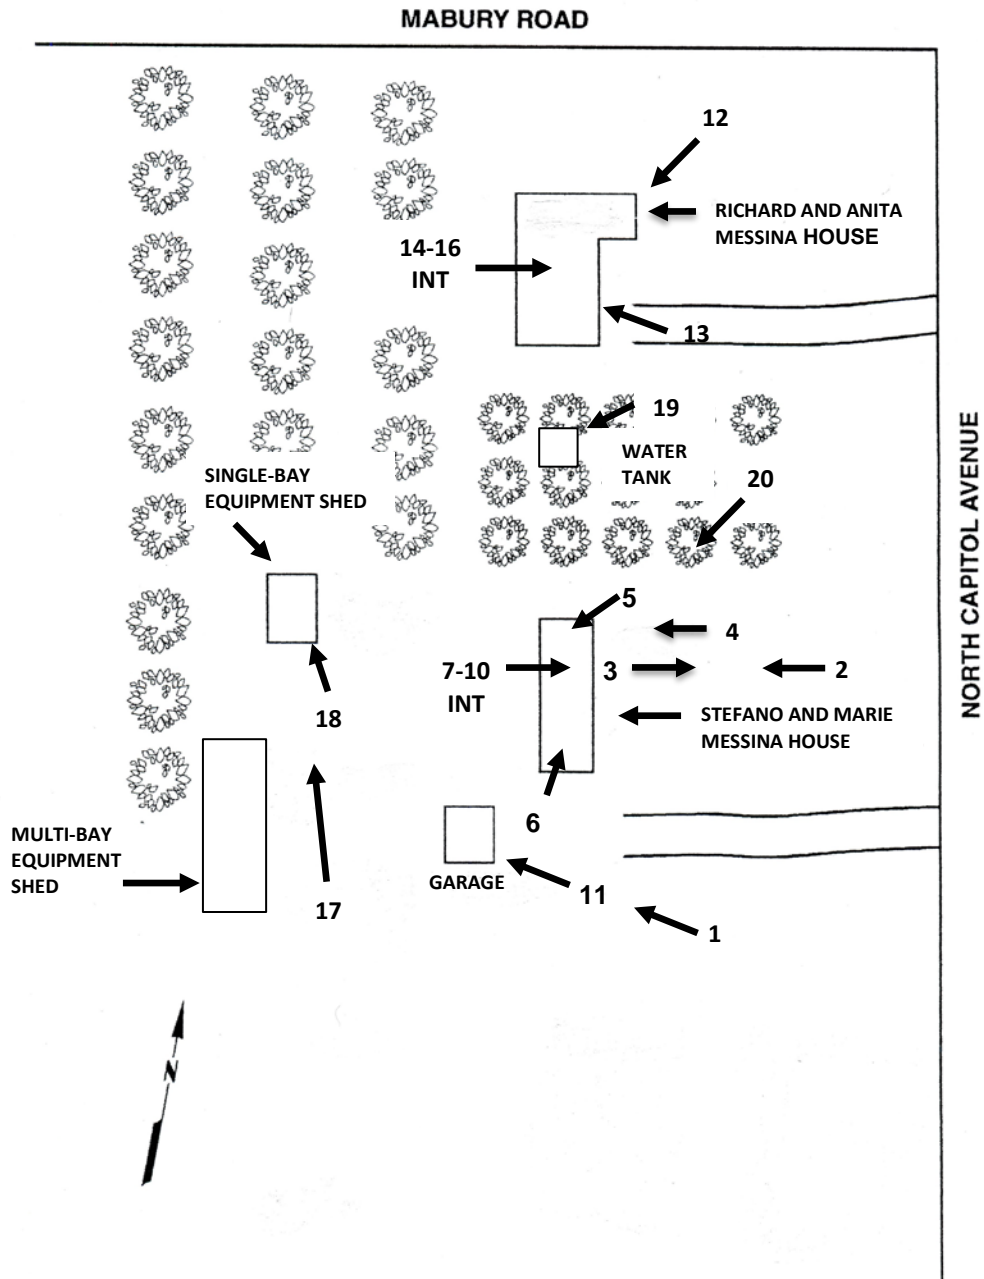 MABURY ROAD
12
RICHARD AND ANITA
MESSINA HOUSE
14-16
INT
13
19
WATER
TANK
SINGLE-BAY
EQUIPMENT SHED
20
NORTH CAPITOL AVENUE
5
4
7-10
INT
3
2
18
STEFANO AND MARIE
MESSINA HOUSE
6
MULTI-BAY
EQUIPMENT
SHED
GARAGE
11
17
1
N